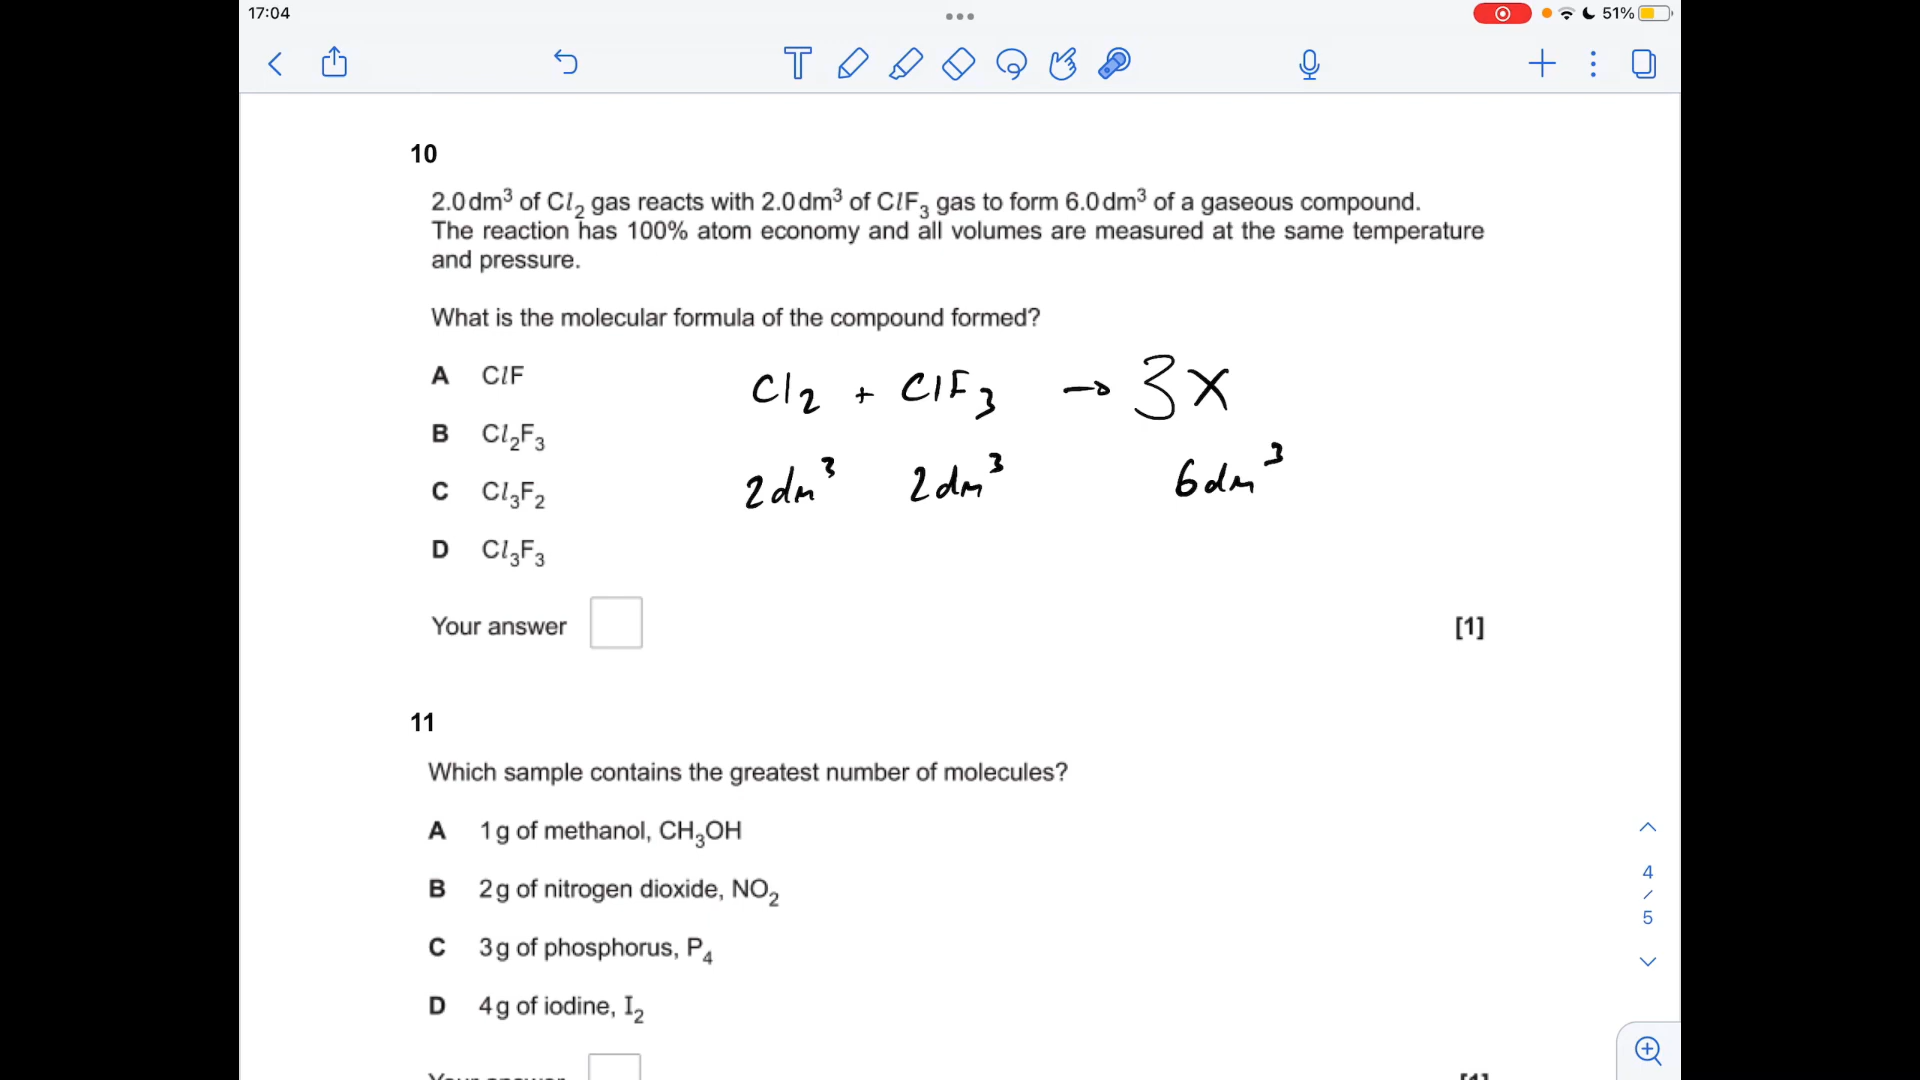 17:04
51%
10
2.0 dm³ of Cl₂ gas reacts with 2.0 dm³ of ClF₃ gas to form 6.0 dm³ of a gaseous compound.
The reaction has 100% atom economy and all volumes are measured at the same temperature
and pressure.
What is the molecular formula of the compound formed?
A ClF
B Cl₂F₃
C Cl₃F₂
D Cl₃F₃
Cl₂ + ClF₃ → 3X
2dm³ 2dm³ 6dm³
Your answer
[1]
11
Which sample contains the greatest number of molecules?
A 1 g of methanol, CH₃OH
B 2 g of nitrogen dioxide, NO₂
C 3 g of phosphorus, P₄
D 4 g of iodine, I₂
Your answer
[1]
4
/
5